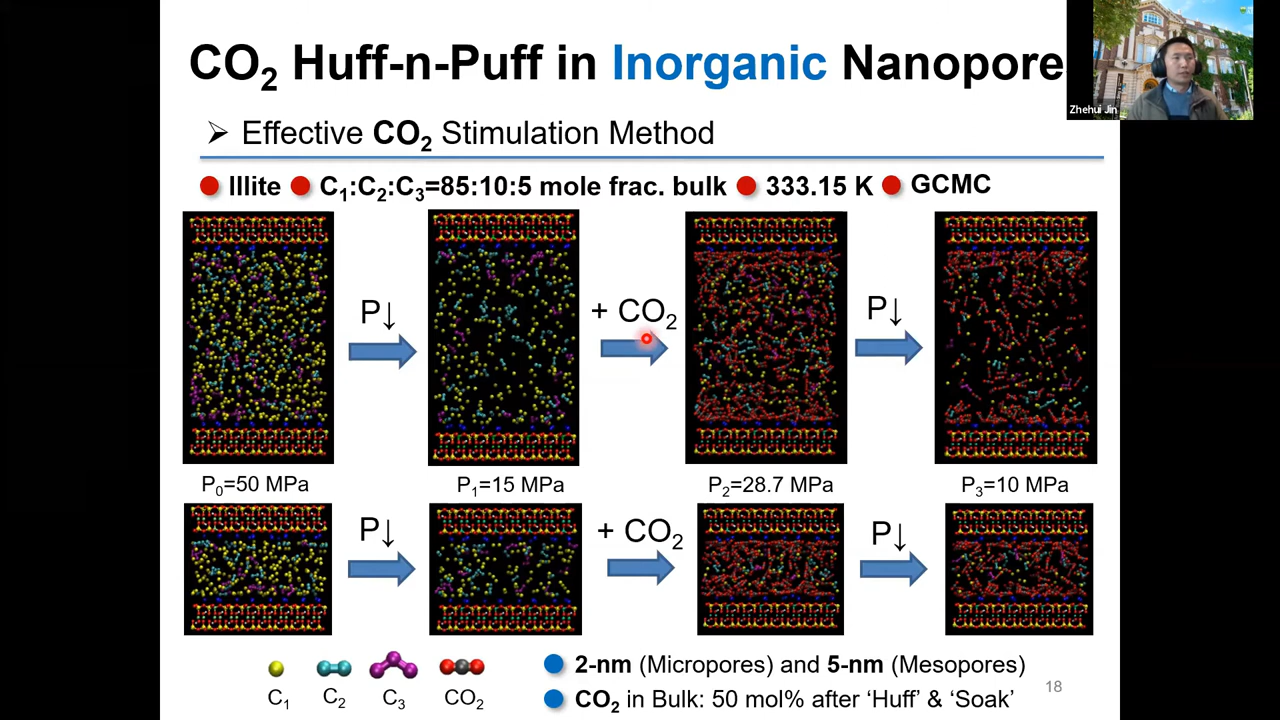 CO₂ Huff-n-Puff in Inorganic Nanopore
Zhehui Jin
➢ Effective CO₂ Stimulation Method
● Illite ● C₁:C₂:C₃=85:10:5 mole frac. bulk ● 333.15 K ● GCMC
P↓ + CO₂ P↓
P₀=50 MPa P₁=15 MPa P₂=28.7 MPa P₃=10 MPa
P↓ + CO₂ P↓
C₁ C₂ C₃ CO₂
● 2-nm (Micropores) and 5-nm (Mesopores)
● CO₂ in Bulk: 50 mol% after ‘Huff’ & ‘Soak’
18